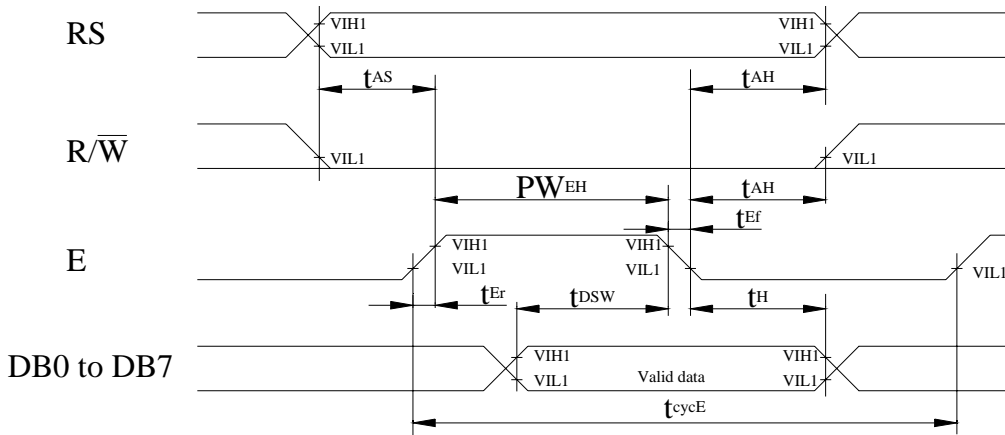 RS
VIH1
VIL1
VIH1
VIL1
tAS
tAH
R/W̅
VIL1
VIL1
PWEH
tAH
tEf
E
VIH1
VIL1
VIH1
VIL1
VIL1
tEr
tDSW
tH
DB0 to DB7
VIH1
VIL1
Valid data
VIH1
VIL1
tcycE